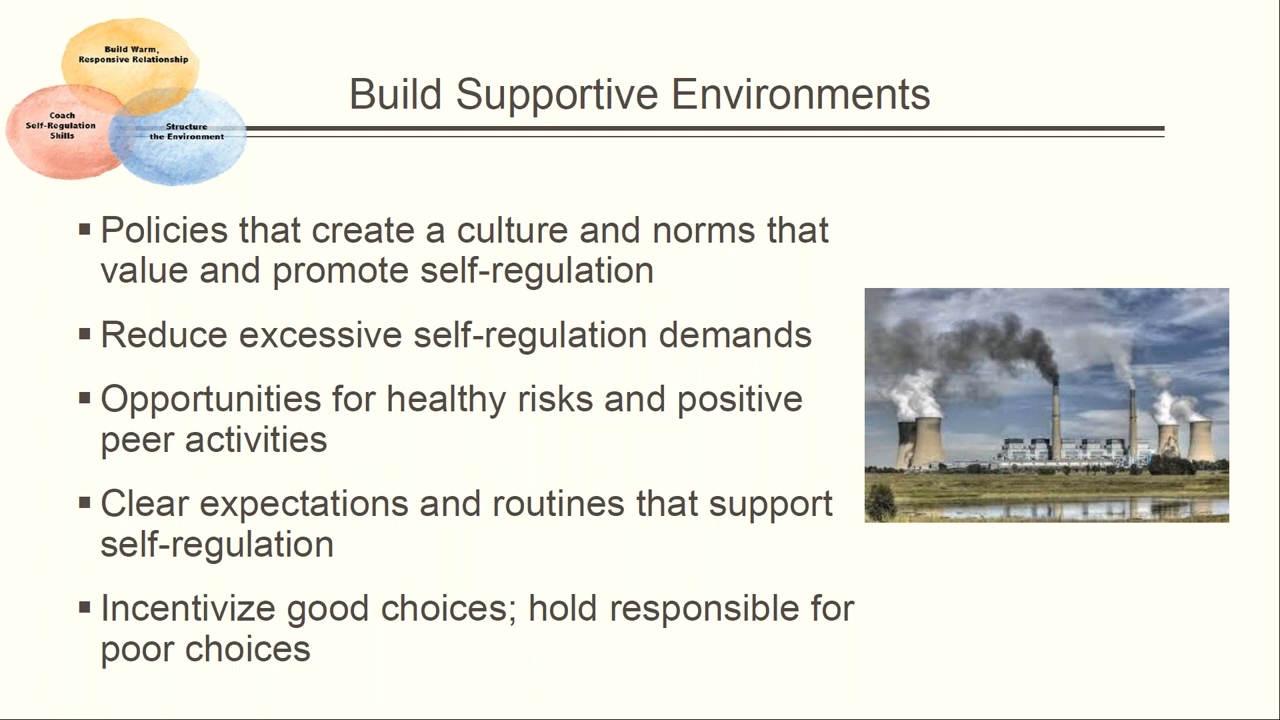 Build Warm,
Responsive Relationship
Coach
Self-Regulation
Skills
Structure
the Environment
Build Supportive Environments
▪ Policies that create a culture and norms that
value and promote self-regulation
▪ Reduce excessive self-regulation demands
▪ Opportunities for healthy risks and positive
peer activities
▪ Clear expectations and routines that support
self-regulation
▪ Incentivize good choices; hold responsible for
poor choices